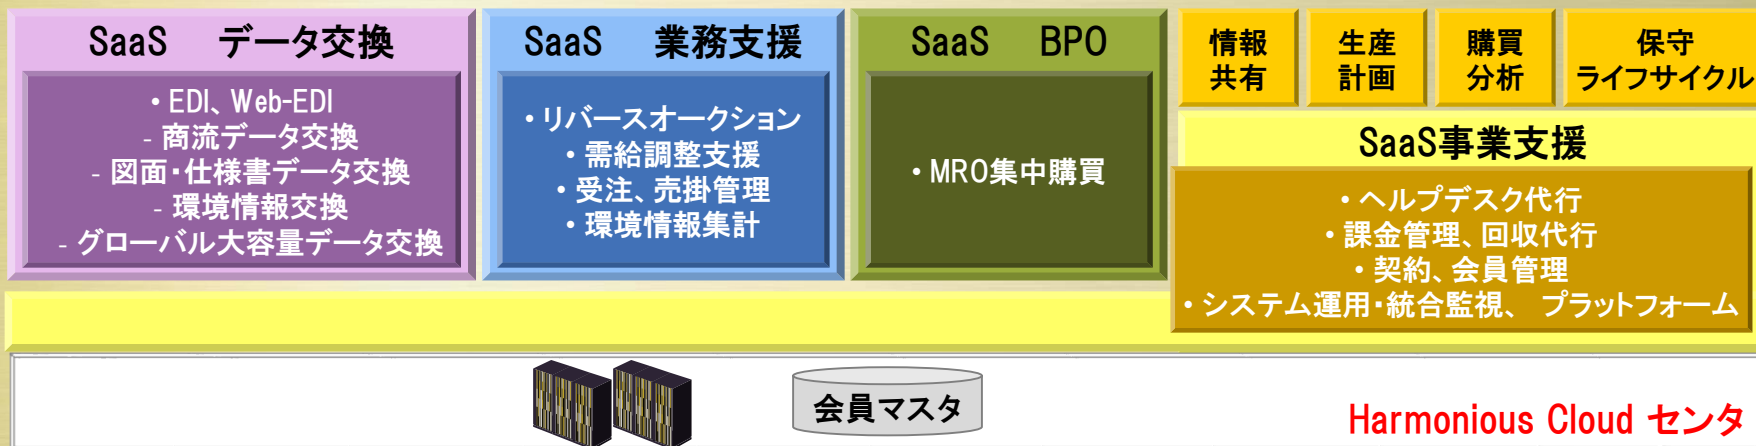 SaaS データ交換
・EDI、Web-EDI
- 商流データ交換
- 図面・仕様書データ交換
- 環境情報交換
- グローバル大容量データ交換
SaaS 業務支援
・リバースオークション
・需給調整支援
・受注、売掛管理
・環境情報集計
SaaS BPO
・MRO集中購買
情報
共有
生産
計画
購買
分析
保守
ライフサイクル
SaaS事業支援
・ヘルプデスク代行
・課金管理、回収代行
・契約、会員管理
・システム運用・統合監視、 プラットフォーム
会員マスタ
Harmonious Cloud センタ